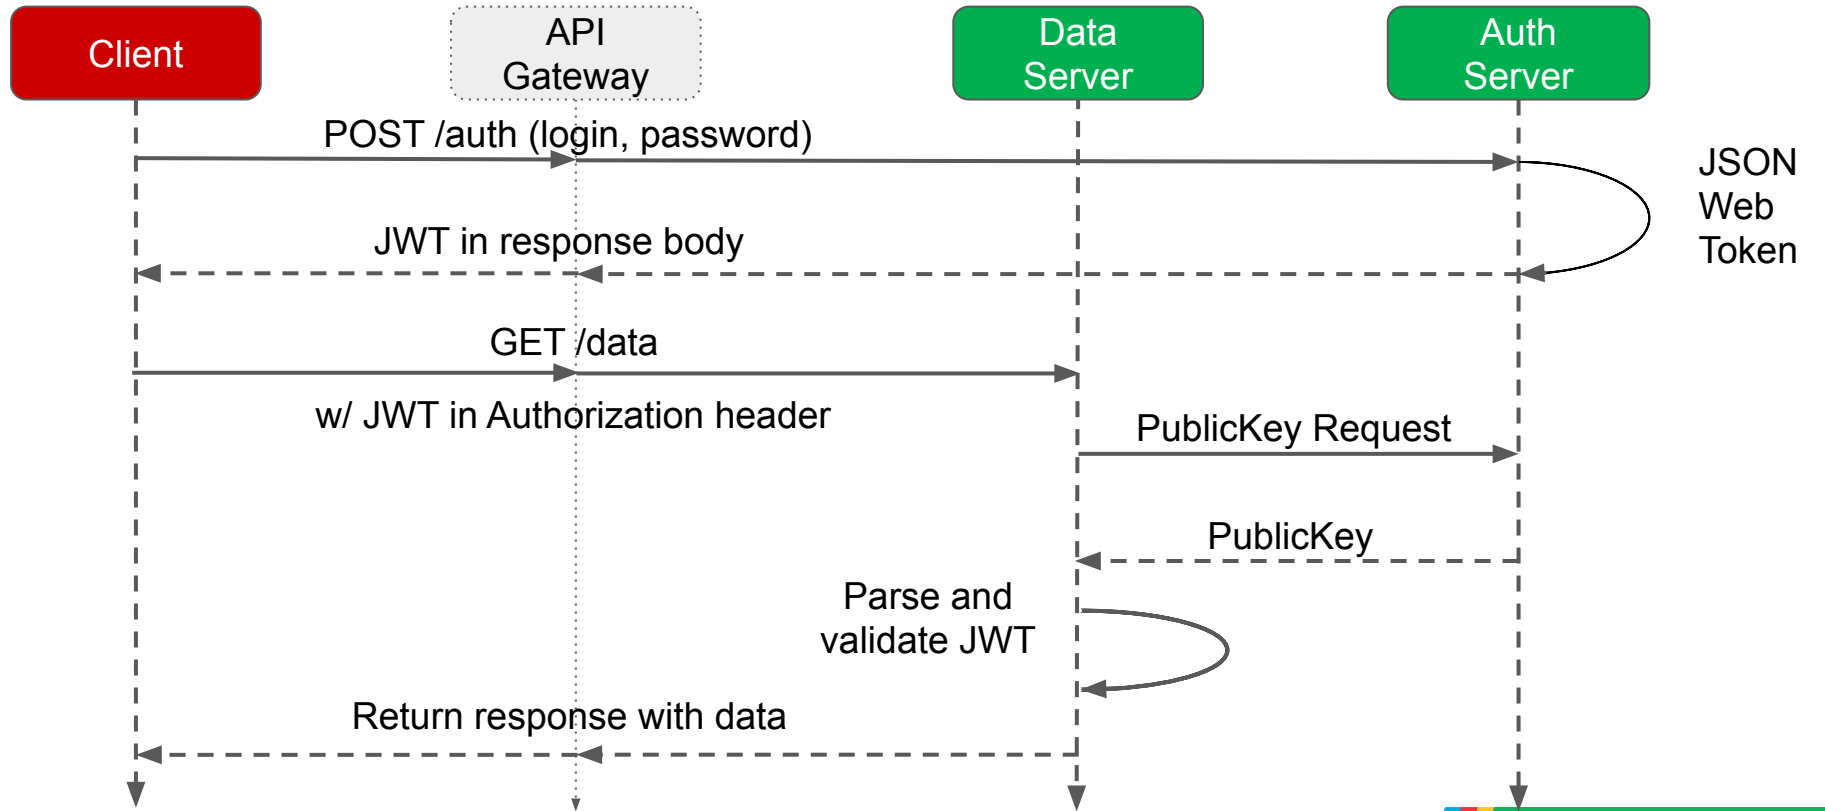 Client
API
Gateway
Data
Server
Auth
Server
POST /auth (login, password)
JSON
Web
Token
JWT in response body
GET /data
w/ JWT in Authorization header
PublicKey Request
PublicKey
Parse and
validate JWT
Return response with data